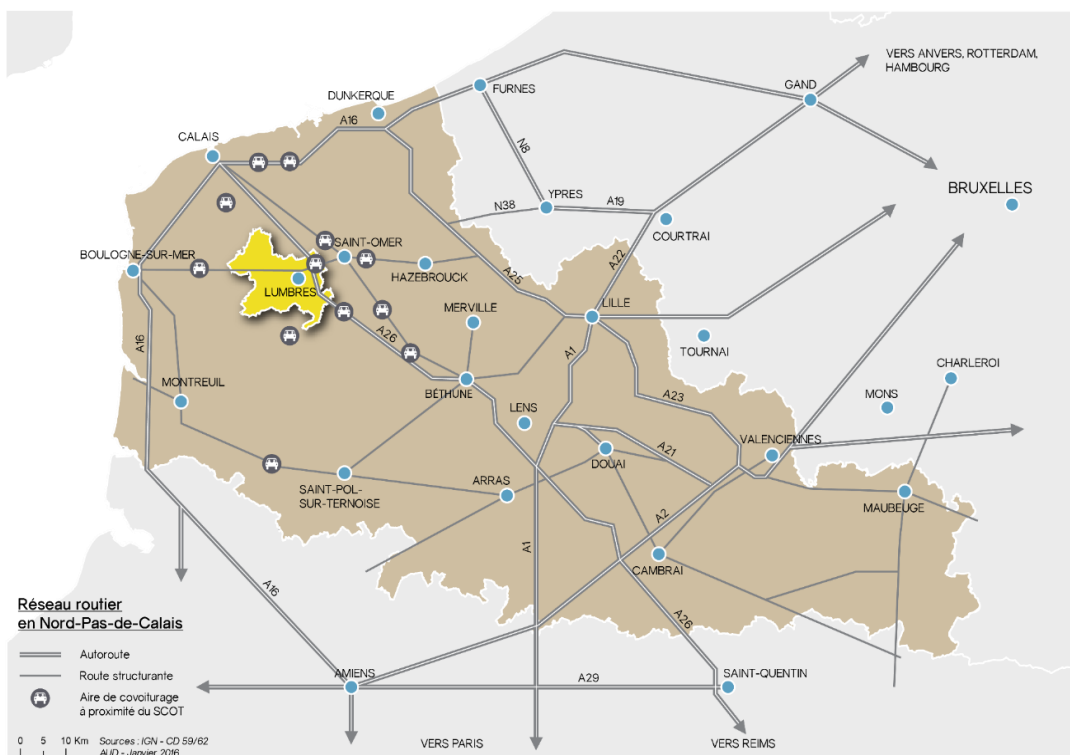 VERS ANVERS, ROTTERDAM,
HAMBOURG
GAND
FURNES
DUNKERQUE
A16
CALAIS
N8
BRUXELLES
YPRES
A19
N38
COURTRAI
SAINT-OMER
BOULOGNE-SUR-MER
HAZEBROUCK
A25
A22
LUMBRES
MERVILLE
LILLE
A26
A16
A1
TOURNAI
CHARLEROI
MONTREUIL
BÉTHUNE
A23
MONS
LENS
VALENCIENNES
A21
DOUAI
SAINT-POL-
SUR-TERNOISE
ARRAS
MAUBEUGE
A2
A1
CAMBRAI
A16
A26
Réseau routier
en Nord-Pas-de-Calais
Autoroute
Route structurante
Aire de covoiturage
à proximité du SCOT
AMIENS
A29
SAINT-QUENTIN
VERS PARIS
VERS REIMS
0 5 10 Km Sources : IGN - CD 59/62
AUD - Janvier 2016